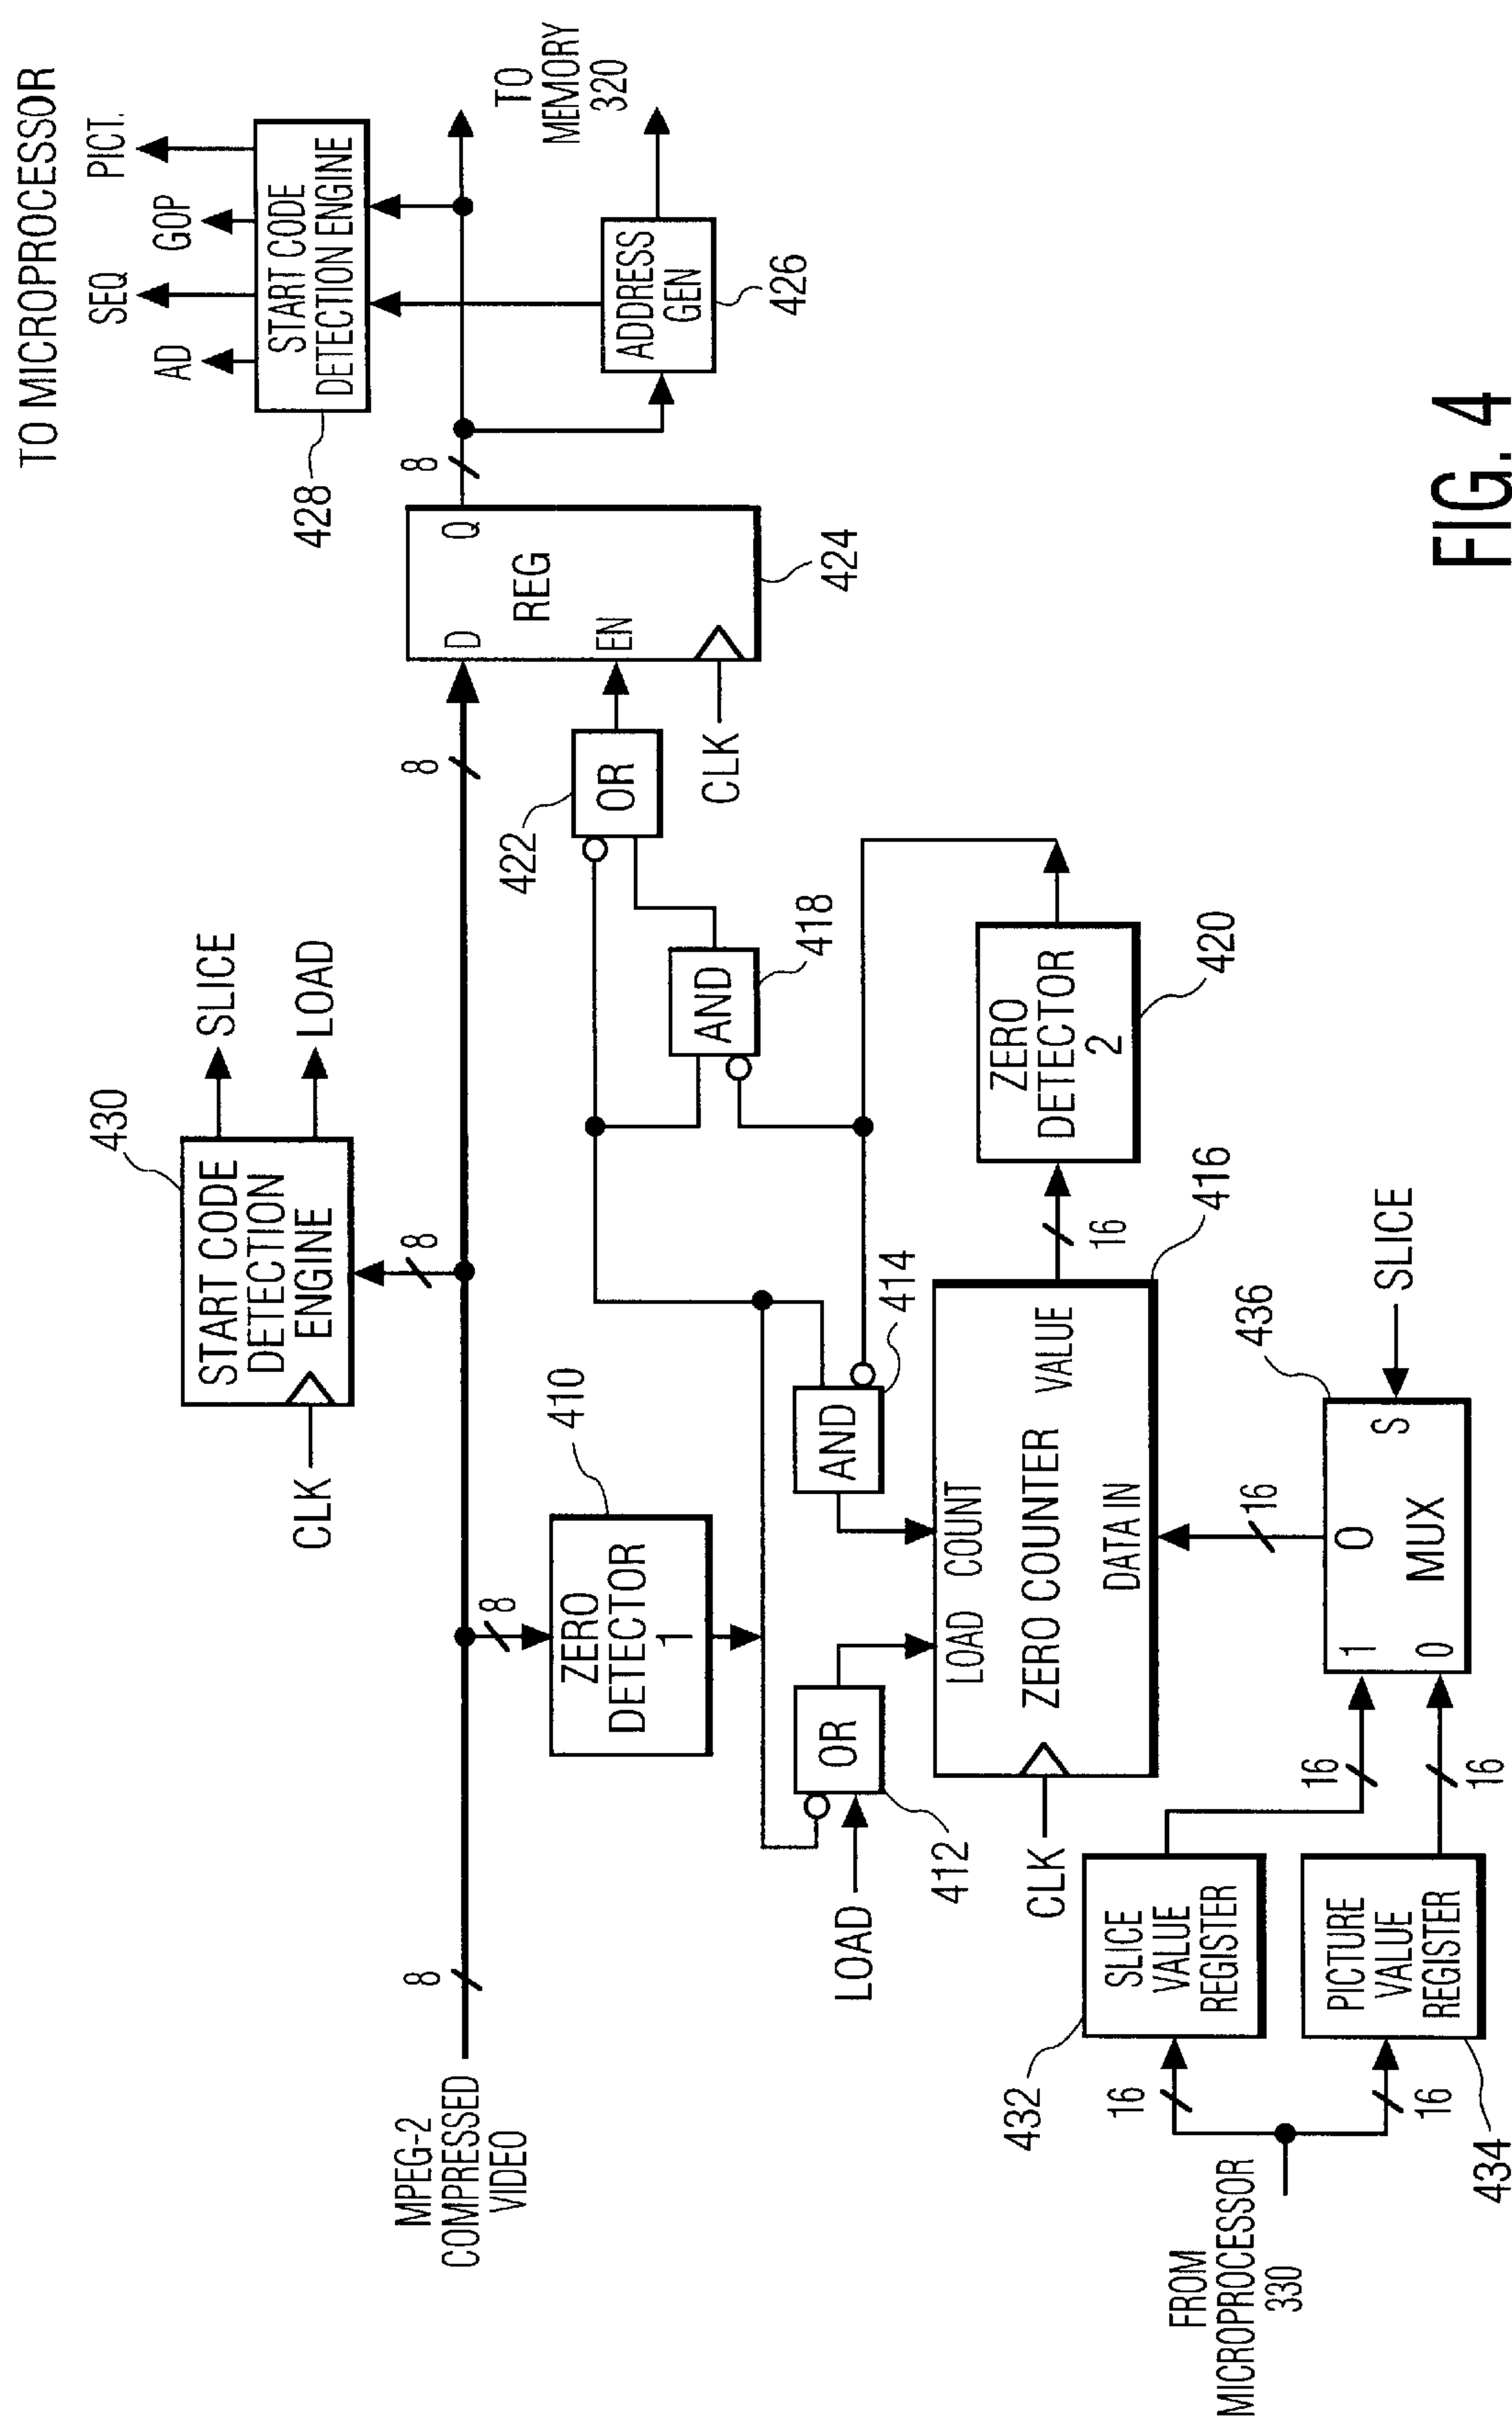 TO MICROPROCESSOR
AD
SEQ
GOP
PICT.
START CODE
DETECTION ENGINE
428
TO
MEMORY
320
ADDRESS
GEN
426
8
D
Q
REG
EN
424
CLK
8
OR
422
AND
418
430
START CODE
DETECTION
ENGINE
SLICE
LOAD
CLK
8
8
MPEG-2
COMPRESSED
VIDEO
8
ZERO
DETECTOR
1
410
OR
412
LOAD
AND
414
LOAD
COUNT
ZERO COUNTER
VALUE
DATA IN
416
CLK
16
ZERO
DETECTOR
2
420
16
436
1
O
S
MUX
0
SLICE
16
16
SLICE
VALUE
REGISTER
432
PICTURE
VALUE
REGISTER
434
16
16
FROM
MICROPROCESSOR
330
FIG. 4